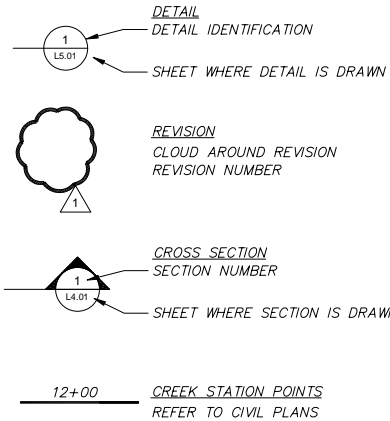 DETAIL
DETAIL IDENTIFICATION
1
L5.01
SHEET WHERE DETAIL IS DRAWN
REVISION
CLOUD AROUND REVISION
REVISION NUMBER
1
CROSS SECTION
SECTION NUMBER
1
L4.01
SHEET WHERE SECTION IS DRAW
12+00
CREEK STATION POINTS
REFER TO CIVIL PLANS